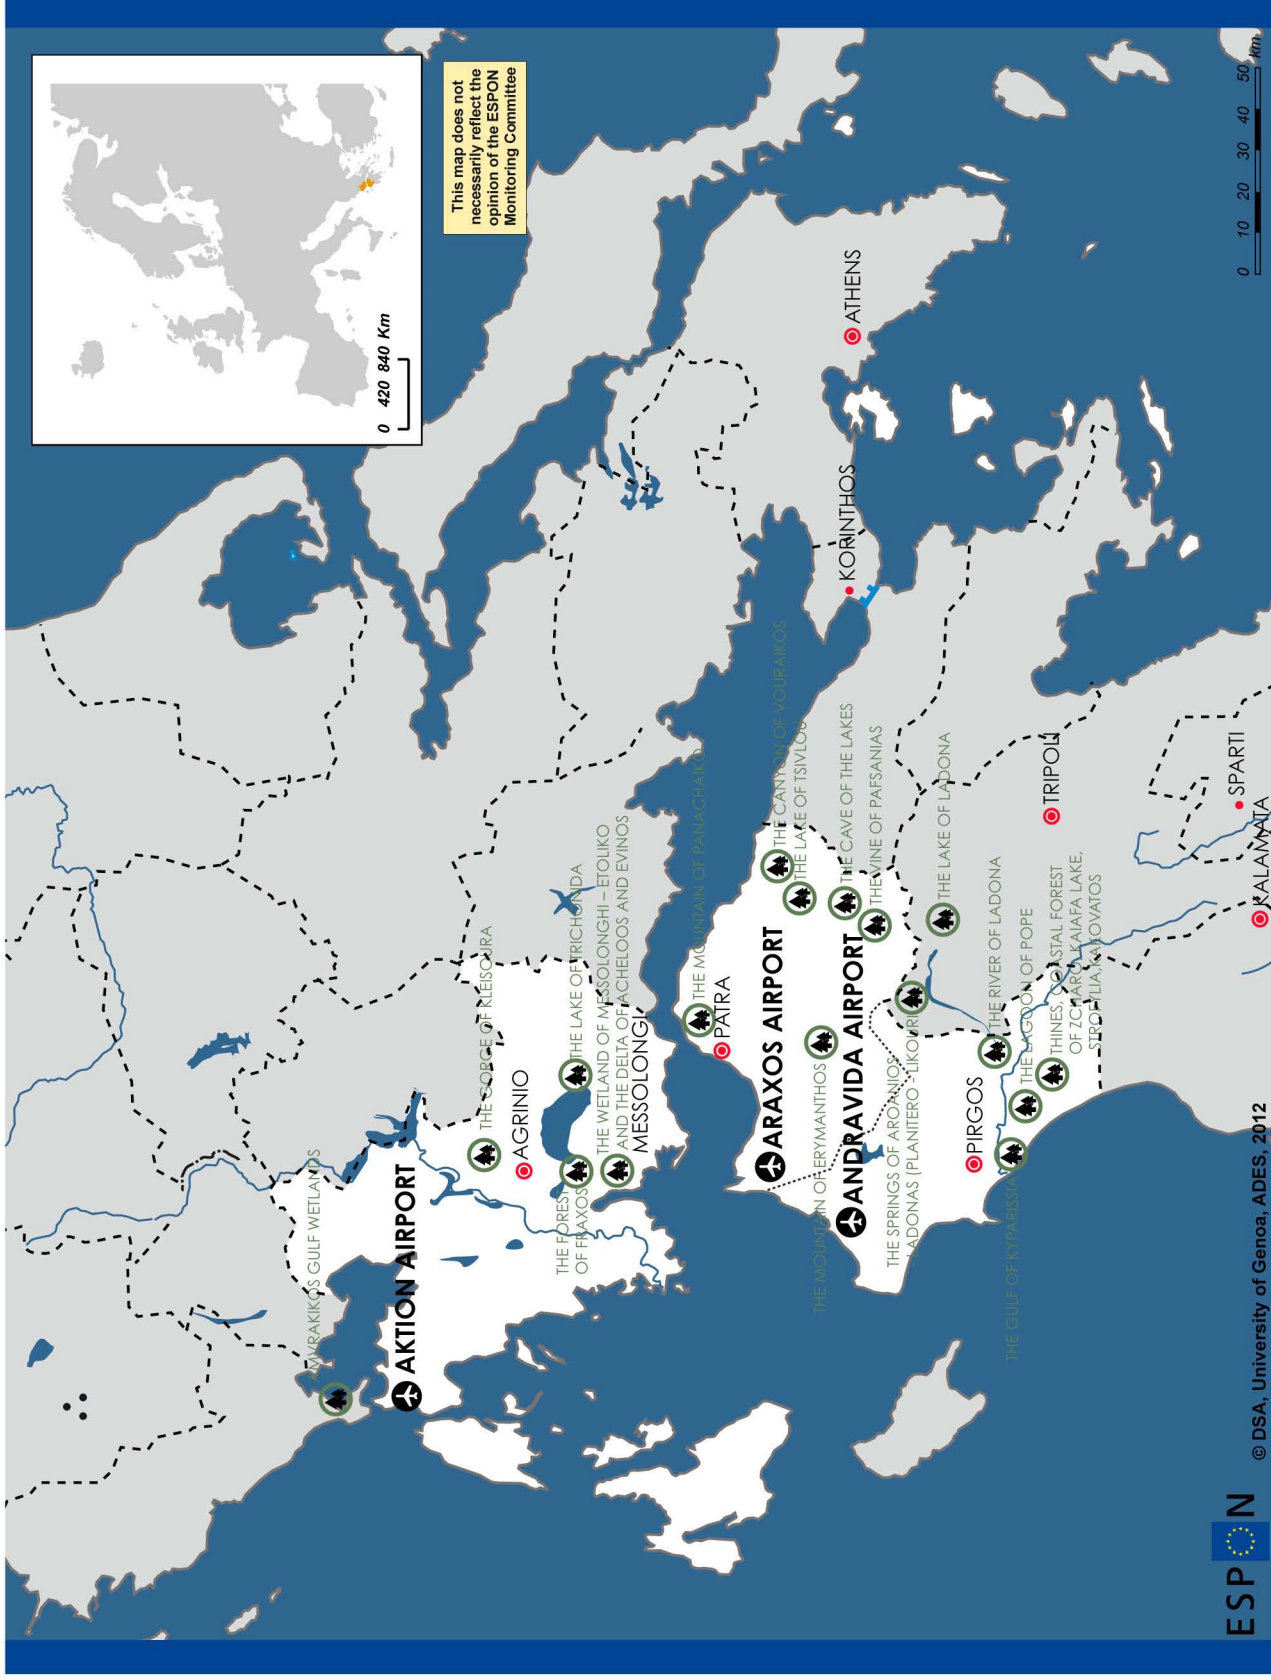 0 420 840 Km
This map does not
necessarily reflect the
opinion of the ESPON
Monitoring Committee
AMVRAKIKOS GULF WETLANDS
AKTION AIRPORT
THE GORGE OF KLEISOURA
AGRINIO
THE FOREST
OF FRAXOS
THE LAKE OF TRICHONIDA
THE WETLAND OF MESSOLONGHI – ETOLIKO
AND THE DELTA OF ACHELOOS AND EVINOS
MESSOLONGI
THE MOUNTAIN OF PANACHAIKO
PATRA
ARAXOS AIRPORT
THE CANYON OF VOURAIKOS
THE LAKE OF TSIVLOU
THE MOUNTAIN OF ERYMANTHOS
THE CAVE OF THE LAKES
ANDRAVIDA AIRPORT
THE VINE OF PAFSANIAS
THE SPRINGS OF AROANIOS
LADONAS (PLANITERO - LIKOURI
THE LAKE OF LADONA
PIRGOS
THE RIVER OF LADONA
THE GULF OF KYPARISSIA
THE LAGOON OF POPE
THINES, COASTAL FOREST
OF ZCHARO, KAIAFA LAKE,
STROFYLIA, KAKOVATOS
KORINTHOS
ATHENS
TRIPOLI
SPARTI
KALAMATA
0 10 20 30 40 50 km
ESPON
© DSA, University of Genoa, ADES, 2012